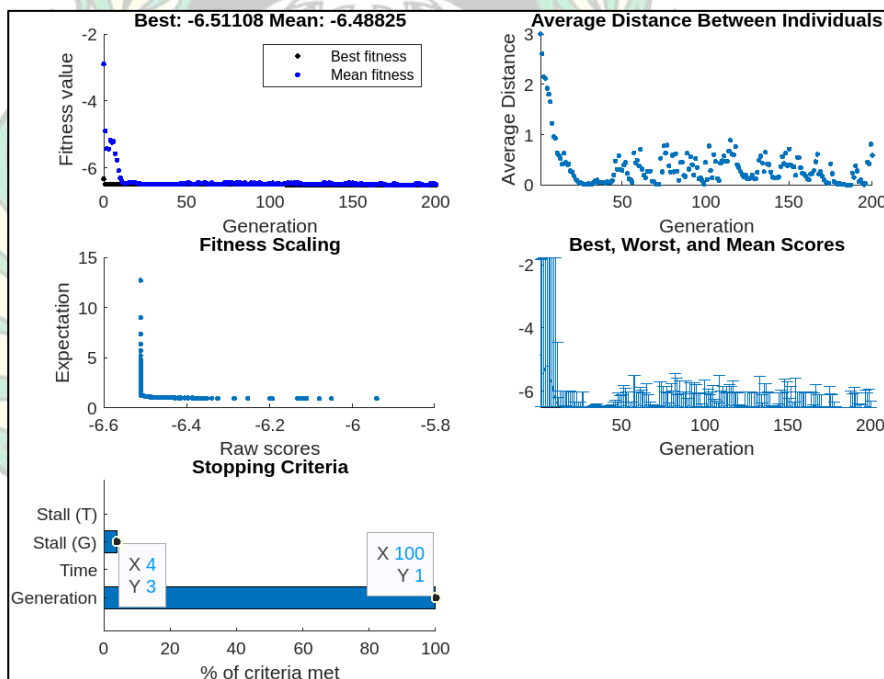 Best: -6.51108 Mean: -6.48825
-2
-4
-6
Fitness value
Best fitness
Mean fitness
0 50 100 150 200
Generation
Average Distance Between Individuals
3
2
1
0
Average Distance
50 100 150 200
Generation
Fitness Scaling
15
10
5
0
Expectation
-6.6 -6.4 -6.2 -6 -5.8
Raw scores
Best, Worst, and Mean Scores
-2
-4
-6
50 100 150 200
Generation
Stopping Criteria
Stall (T)
Stall (G)
Time
Generation
X 4
Y 3
X 100
Y 1
0 20 40 60 80 100
% of criteria met